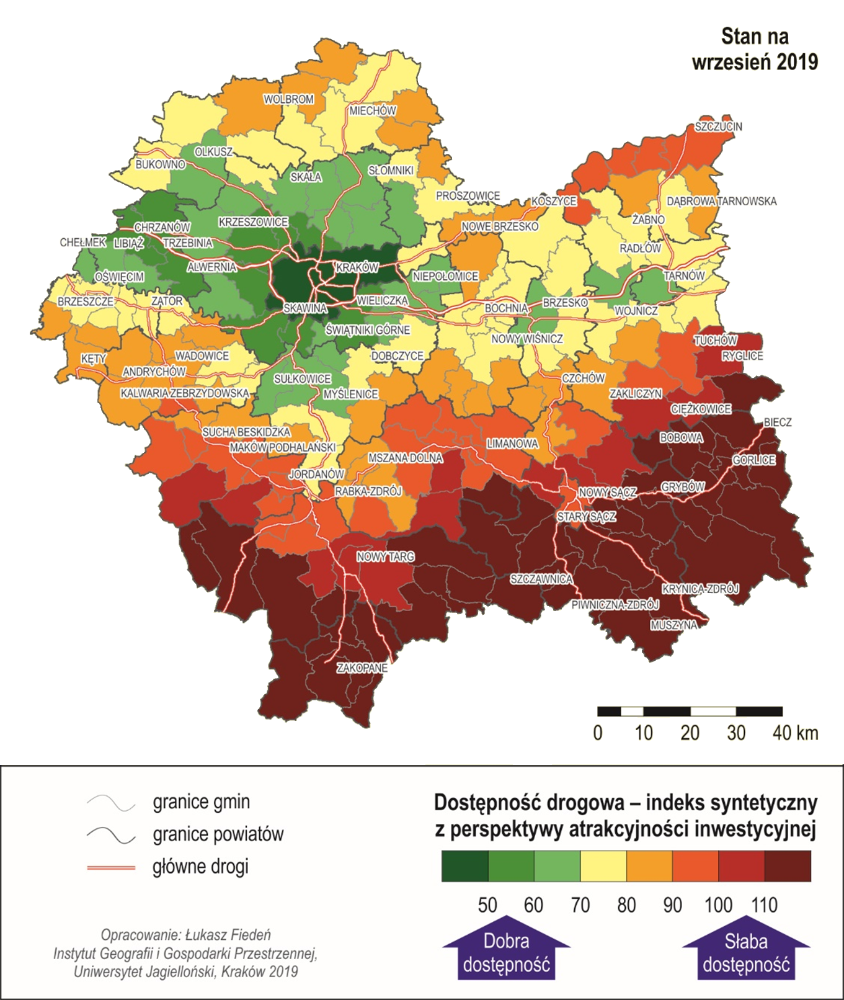 Stan na
wrzesień 2019
WOLBROM
MIECHÓW
SZCZUCIN
OLKUSZ
BUKOWNO
SKAŁA
SŁOMNIKI
PROSZOWICE
KOSZYCE
DĄBROWA TARNOWSKA
KRZESZOWICE
CHRZANÓW
NOWE BRZESKO
ŻABNO
CHEŁMEK
LIBIĄŻ
TRZEBINIA
RADŁÓW
ALWERNIA
KRAKÓW
OŚWIĘCIM
NIEPOŁOMICE
TARNÓW
BRZESZCZE
ZATOR
SKAWINA
WIELICZKA
BOCHNIA
BRZESKO
WOJNICZ
ŚWIĄTNIKI GÓRNE
NOWY WIŚNICZ
TUCHÓW
KĘTY
WADOWICE
DOBCZYCE
RYGLICE
ANDRYCHÓW
SUŁKOWICE
CZCHÓW
KALWARIA ZEBRZYDOWSKA
MYŚLENICE
ZAKLICZYN
CIĘŻKOWICE
BIECZ
SUCHA BESKIDZKA
BOBOWA
MAKÓW PODHALAŃSKI
LIMANOWA
MSZANA DOLNA
GORLICE
JORDANÓW
RABKA-ZDRÓJ
NOWY SĄCZ
GRYBÓW
STARY SĄCZ
NOWY TARG
SZCZAWNICA
KRYNICA-ZDRÓJ
PIWNICZNA-ZDRÓJ
MUSZYNA
ZAKOPANE
0 10 20 30 40 km
granice gmin
granice powiatów
główne drogi
Opracowanie: Łukasz Fiedeń
Instytut Geografii i Gospodarki Przestrzennej,
Uniwersytet Jagielloński, Kraków 2019
Dostępność drogowa – indeks syntetyczny
z perspektywy atrakcyjności inwestycyjnej
50 60 70 80 90 100 110
Dobra
dostępność
Słaba
dostępność